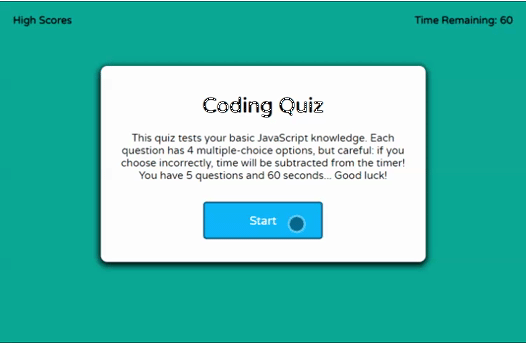 High Scores
Time Remaining: 60
Coding Quiz
This quiz tests your basic JavaScript knowledge. Each
question has 4 multiple-choice options, but careful: if you
choose incorrectly, time will be subtracted from the timer!
You have 5 questions and 60 seconds... Good luck!
Start